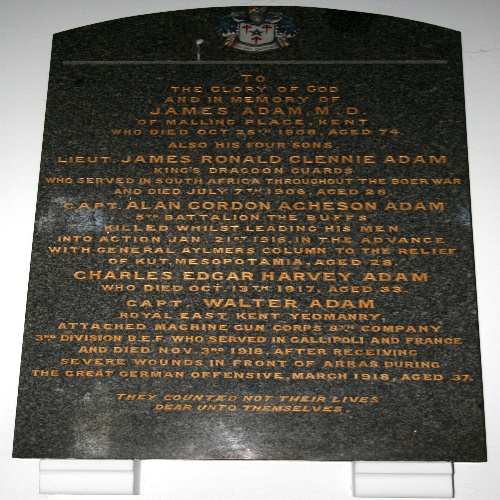 TO
THE GLORY OF GOD
AND IN MEMORY OF
JAMES ADAM, M.D.
OF MALLING PLACE, KENT
WHO DIED OCT. 25TH 1908, AGED 74.
ALSO HIS FOUR SONS.
LIEUT. JAMES RONALD GLENNIE ADAM
KING'S DRAGOON GUARDS
WHO SERVED IN SOUTH AFRICA THROUGHOUT THE BOER WAR
AND DIED JULY 7TH 1906, AGED 26.
CAPT. ALAN GORDON ACHESON ADAM
5TH BATTALION THE BUFFS
KILLED WHILST LEADING HIS MEN
INTO ACTION JAN. 21ST 1916, IN THE ADVANCE
WITH GENERAL AYLMERS COLUMN TO THE RELIEF
OF KUT, MESOPOTAMIA, AGED 28.
CHARLES EDGAR HARVEY ADAM
WHO DIED OCT. 13TH 1917, AGED 33.
CAPT. WALTER ADAM
ROYAL EAST KENT YEOMANRY,
ATTACHED MACHINE GUN CORPS 8TH COMPANY
3RD DIVISION B.E.F. WHO SERVED IN GALLIPOLI AND FRANCE
AND DIED NOV. 3RD 1918, AFTER RECEIVING
SEVERE WOUNDS IN FRONT OF ARRAS DURING
THE GREAT GERMAN OFFENSIVE, MARCH 1918, AGED 37.
THEY COUNTED NOT THEIR LIVES
DEAR UNTO THEMSELVES.